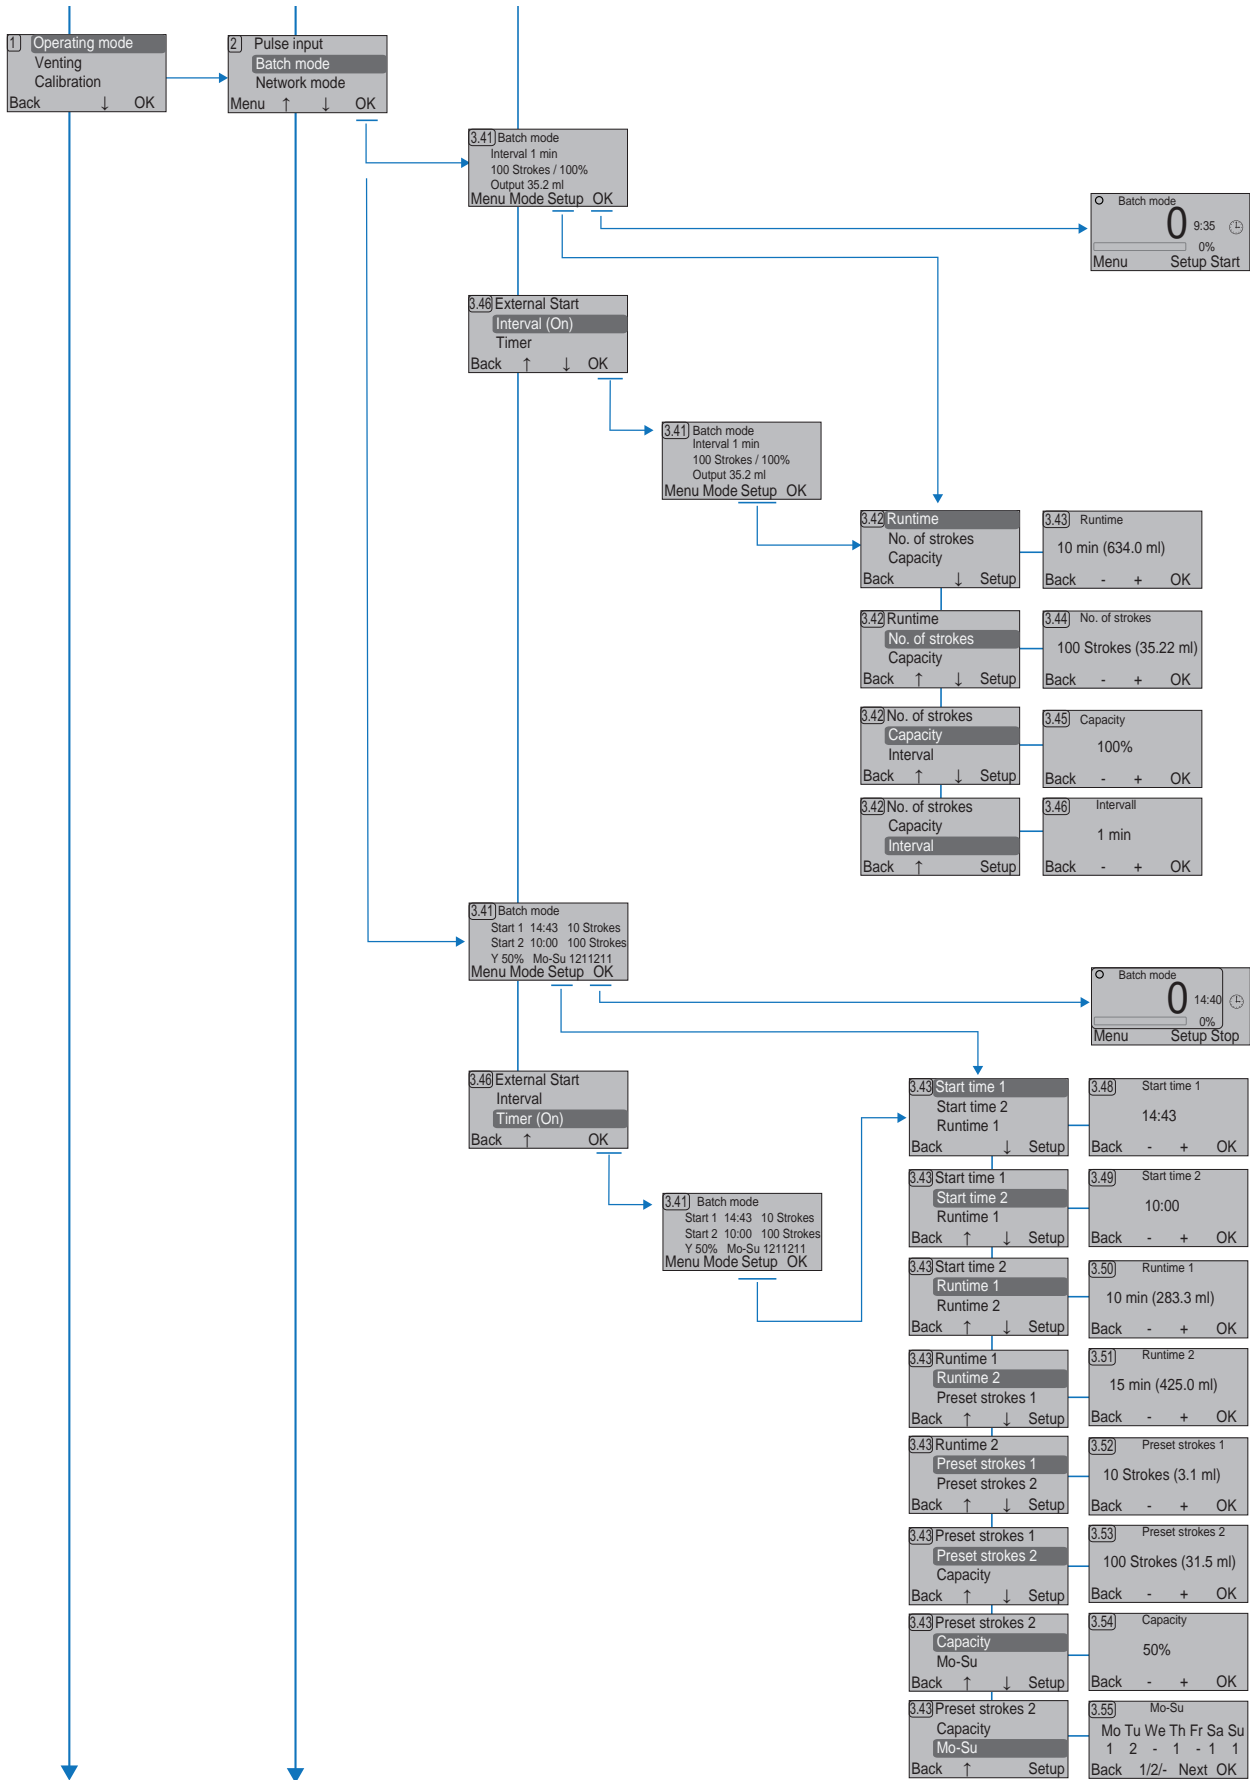 1 Operating mode
Venting
Calibration
Back ↓ OK
2 Pulse input
Batch mode
Network mode
Menu ↑ ↓ OK
3.41 Batch mode
Interval 1 min
100 Strokes / 100%
Output 35.2 ml
Menu Mode Setup OK
Batch mode
0 9:35
0%
Menu Setup Start
3.46 External Start
Interval (On)
Timer
Back ↑ ↓ OK
3.41 Batch mode
Interval 1 min
100 Strokes / 100%
Output 35.2 ml
Menu Mode Setup OK
3.42 Runtime
No. of strokes
Capacity
Back ↓ Setup
3.43 Runtime
10 min (634.0 ml)
Back - + OK
3.42 Runtime
No. of strokes
Capacity
Back ↑ ↓ Setup
3.44 No. of strokes
100 Strokes (35.22 ml)
Back - + OK
3.42 No. of strokes
Capacity
Interval
Back ↑ ↓ Setup
3.45 Capacity
100%
Back - + OK
3.42 No. of strokes
Capacity
Interval
Back ↑ Setup
3.46 Intervall
1 min
Back - + OK
3.41 Batch mode
Start 1 14:43 10 Strokes
Start 2 10:00 100 Strokes
Y 50% Mo-Su 1211211
Menu Mode Setup OK
Batch mode
0 14:40
0%
Menu Setup Stop
3.46 External Start
Interval
Timer (On)
Back ↑ OK
3.41 Batch mode
Start 1 14:43 10 Strokes
Start 2 10:00 100 Strokes
Y 50% Mo-Su 1211211
Menu Mode Setup OK
3.43 Start time 1
Start time 2
Runtime 1
Back ↓ Setup
3.48 Start time 1
14:43
Back - + OK
3.43 Start time 1
Start time 2
Runtime 1
Back ↑ ↓ Setup
3.49 Start time 2
10:00
Back - + OK
3.43 Start time 2
Runtime 1
Runtime 2
Back ↑ ↓ Setup
3.50 Runtime 1
10 min (283.3 ml)
Back - + OK
3.43 Runtime 1
Runtime 2
Preset strokes 1
Back ↑ ↓ Setup
3.51 Runtime 2
15 min (425.0 ml)
Back - + OK
3.43 Runtime 2
Preset strokes 1
Preset strokes 2
Back ↑ ↓ Setup
3.52 Preset strokes 1
10 Strokes (3.1 ml)
Back - + OK
3.43 Preset strokes 1
Preset strokes 2
Capacity
Back ↑ ↓ Setup
3.53 Preset strokes 2
100 Strokes (31.5 ml)
Back - + OK
3.43 Preset strokes 2
Capacity
Mo-Su
Back ↑ ↓ Setup
3.54 Capacity
50%
Back - + OK
3.43 Preset strokes 2
Capacity
Mo-Su
Back ↑ Setup
3.55 Mo-Su
Mo Tu We Th Fr Sa Su
1 2 - 1 - 1 1
Back 1/2/- Next OK